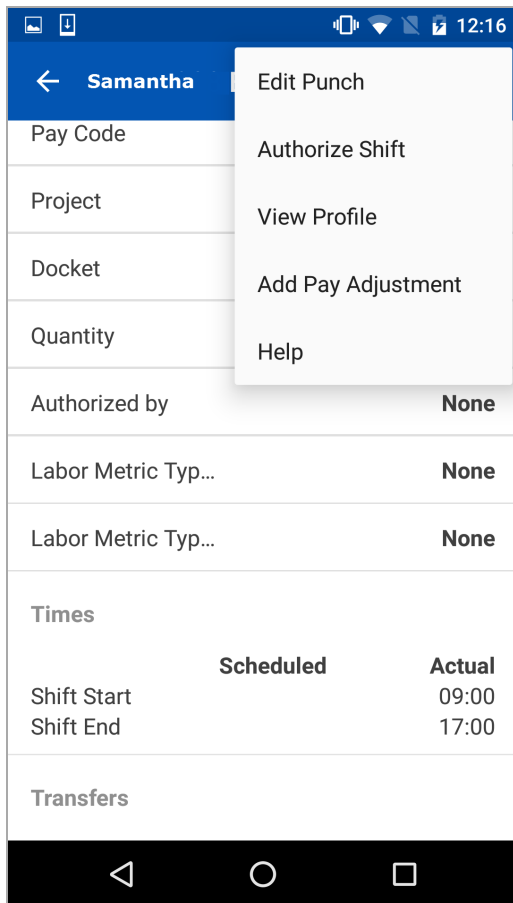 12:16
Samantha
Edit Punch
Authorize Shift
View Profile
Add Pay Adjustment
Help
Pay Code
Project
Docket
Quantity
Authorized by None
Labor Metric Typ... None
Labor Metric Typ... None
Times
Scheduled Actual
Shift Start 09:00
Shift End 17:00
Transfers